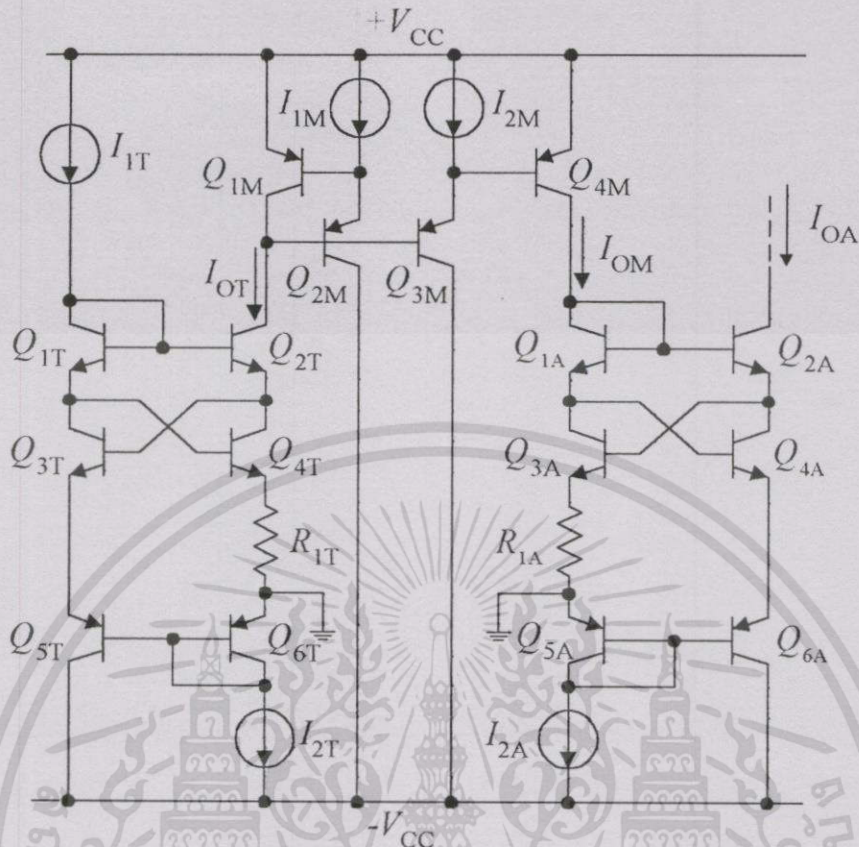 +V_CC
I_1M
I_2M
I_1T
Q_1M
Q_4M
I_OA
I_OT
Q_2M
Q_3M
I_OM
Q_1T
Q_2T
Q_1A
Q_2A
Q_3T
Q_4T
Q_3A
Q_4A
R_1T
R_1A
Q_5T
Q_6T
Q_5A
Q_6A
I_2T
I_2A
-V_CC